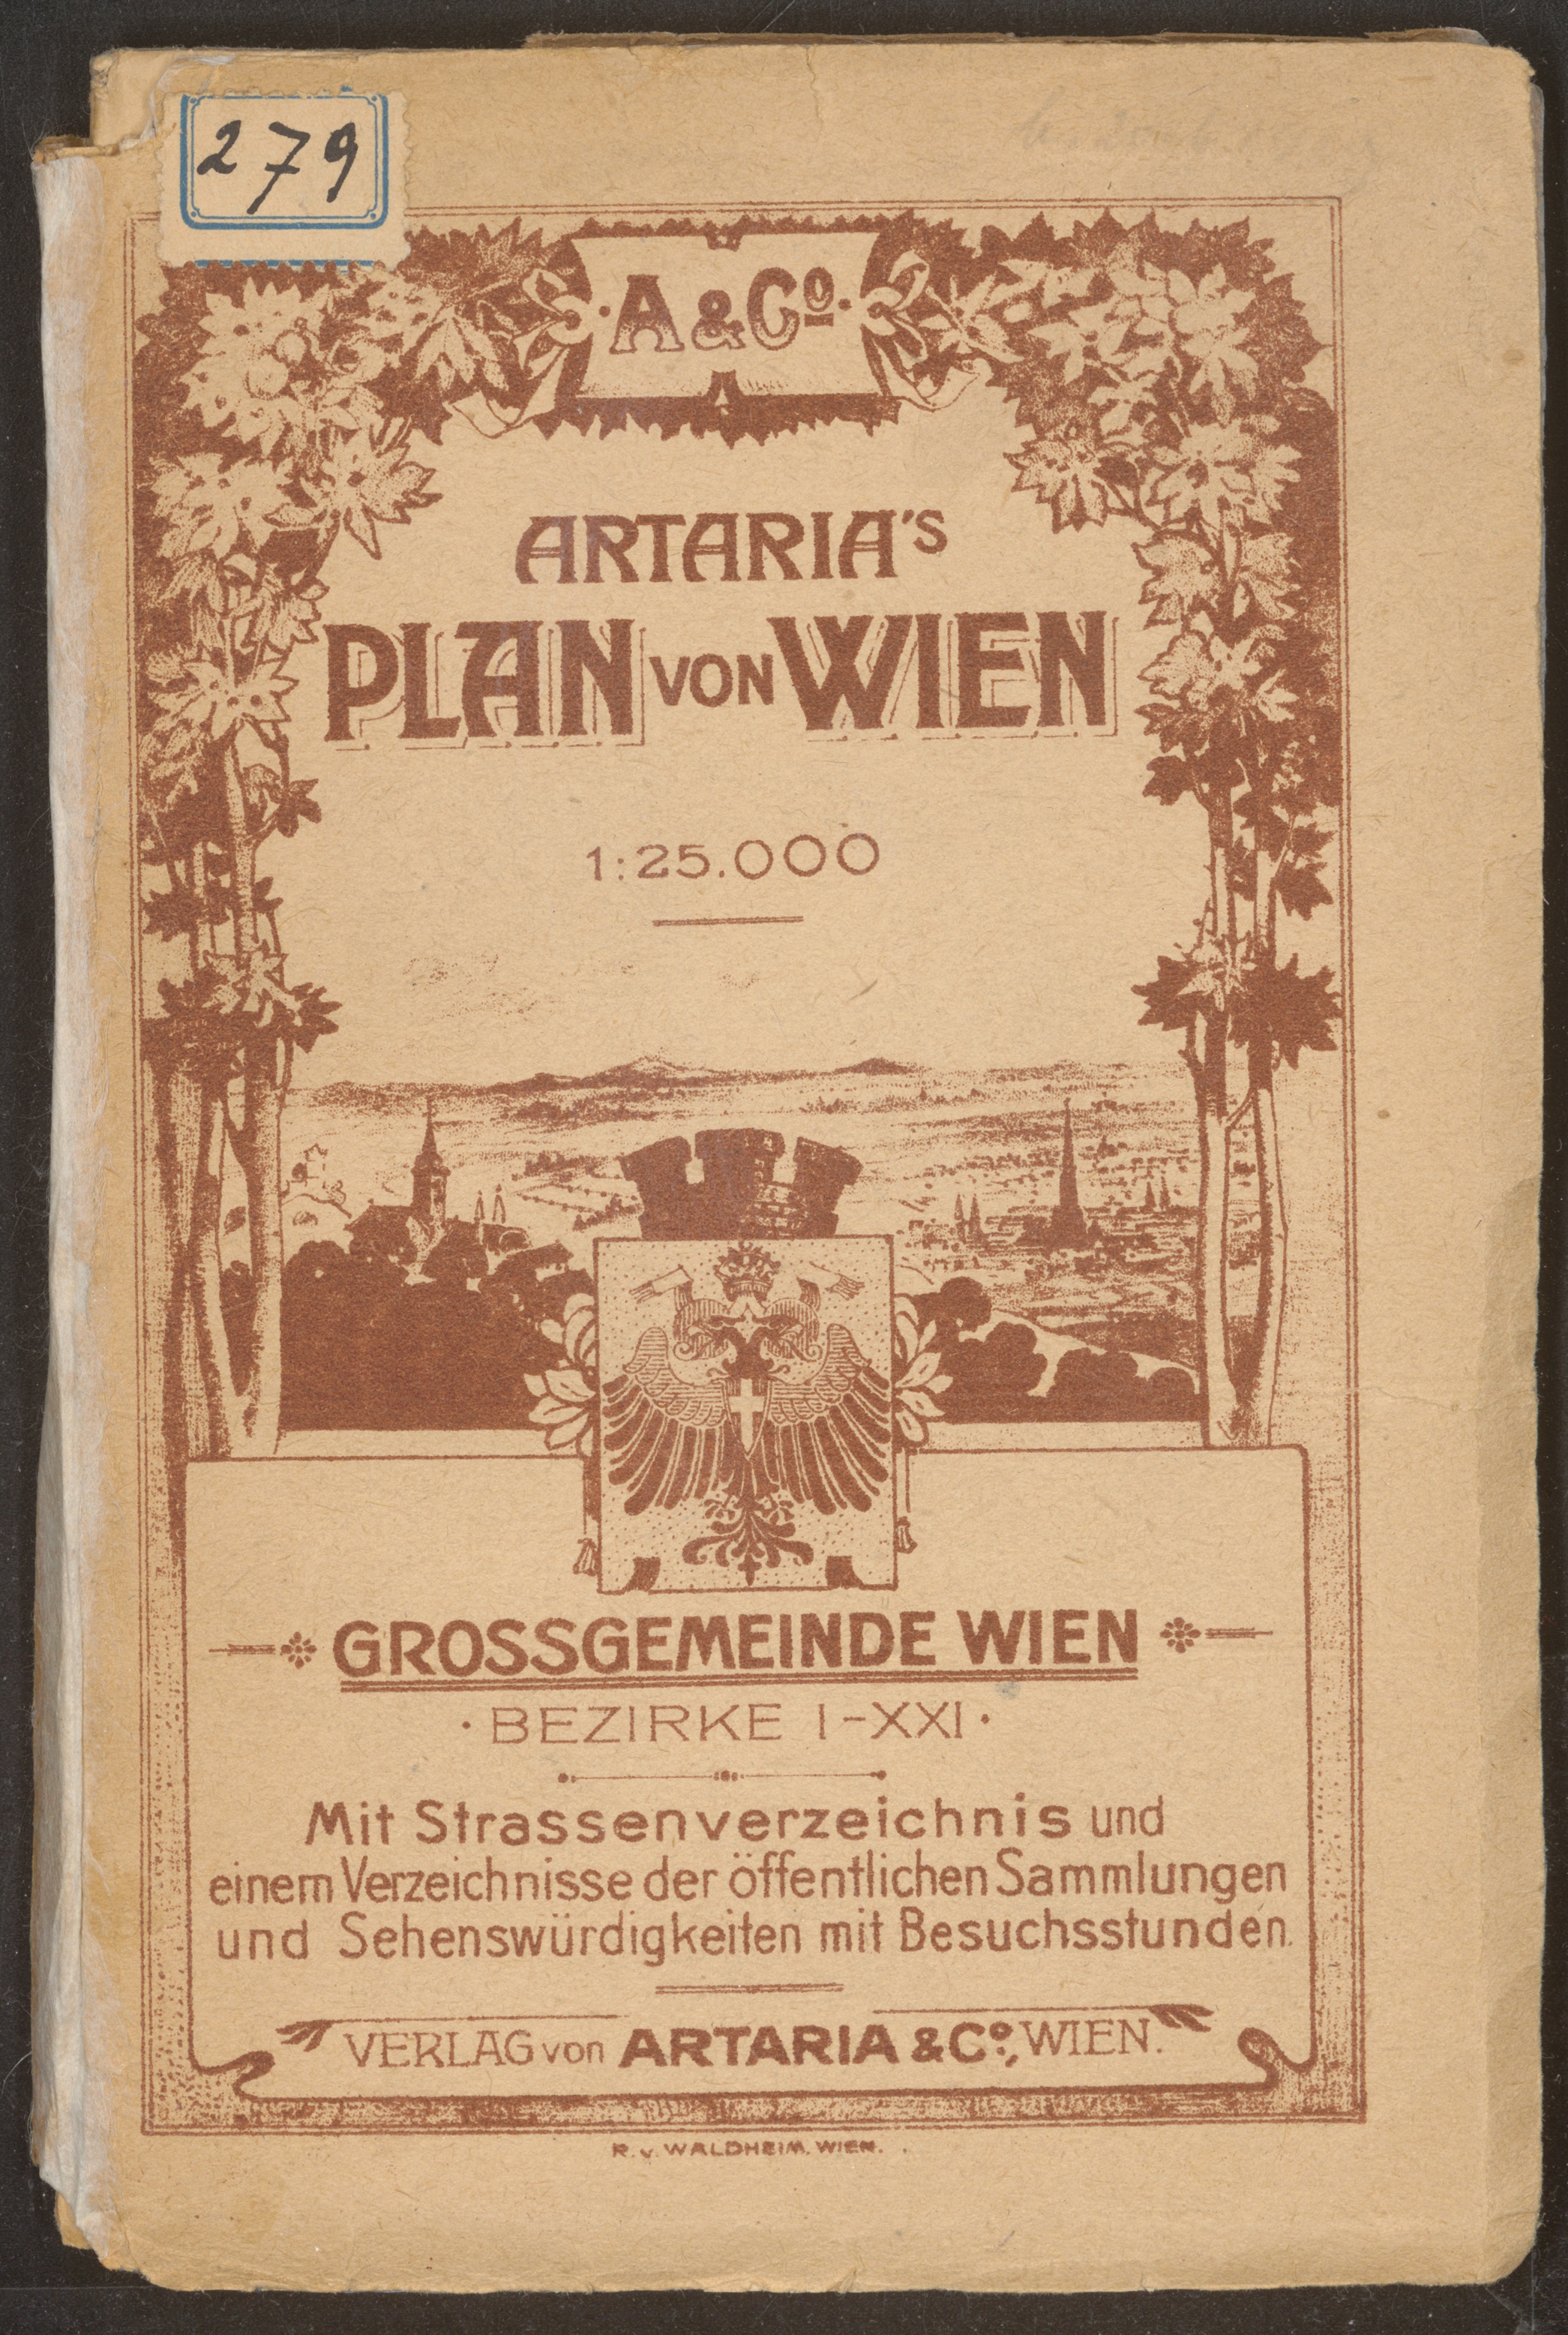 279
A & Cº
ARTARIA'S
PLAN VON WIEN
1:25.000
GROSSGEMEINDE WIEN
· BEZIRKE I-XXI ·
Mit Strassenverzeichnis und
einem Verzeichnisse der öffentlichen Sammlungen
und Sehenswürdigkeiten mit Besuchsstunden.
VERLAG von ARTARIA & Cº, WIEN.
R. v. WALDHEIM. WIEN.